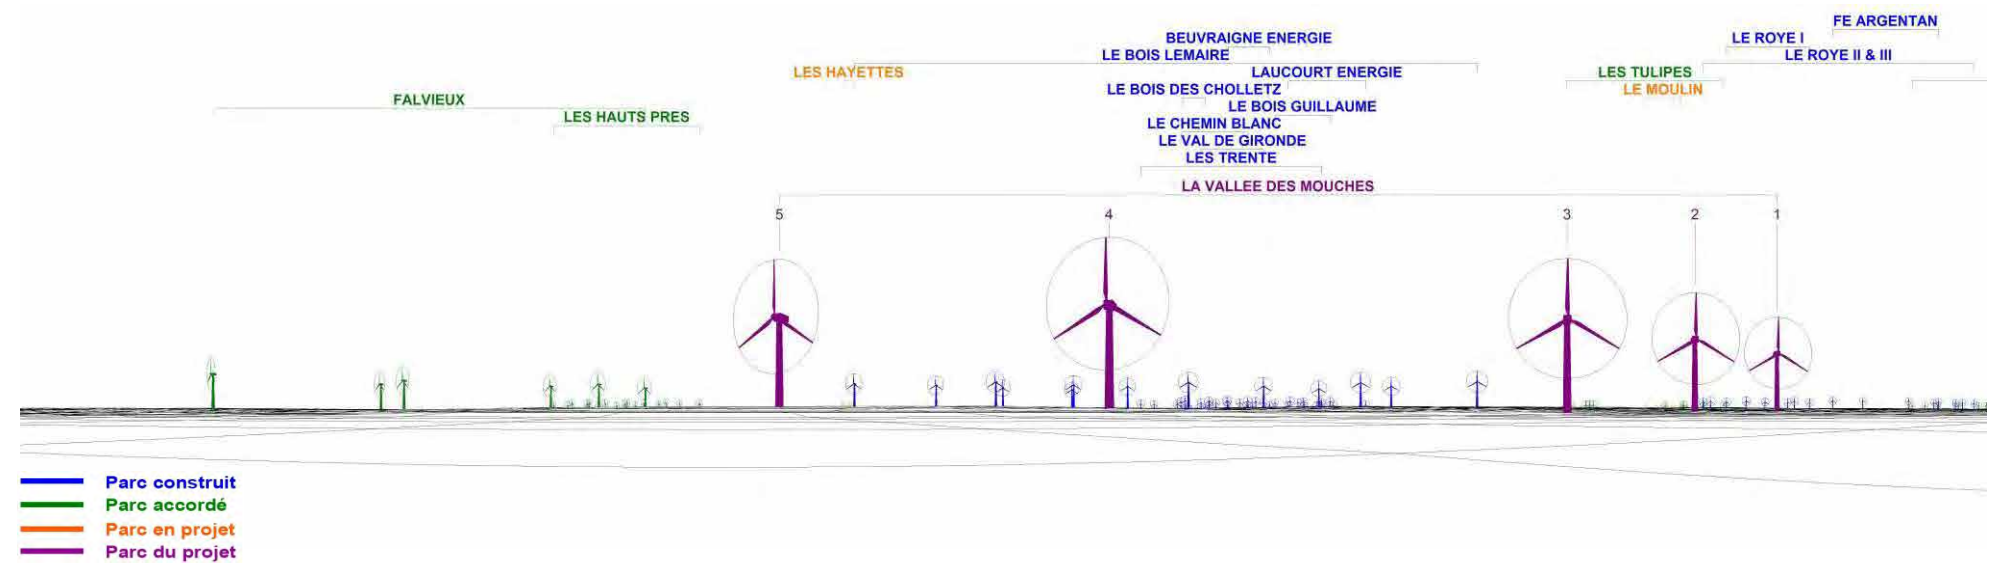 FE ARGENTAN
BEUVRAIGNE ENERGIE
LE ROYE I
LE BOIS LEMAIRE
LE ROYE II & III
LES HAYETTES
LAUCOURT ENERGIE
LES TULIPES
LE BOIS DES CHOLLETZ
LE MOULIN
FALVIEUX
LE BOIS GUILLAUME
LES HAUTS PRES
LE CHEMIN BLANC
LE VAL DE GIRONDE
LES TRENTE
LA VALLEE DES MOUCHES
5 4 3 2 1
Parc construit
Parc accordé
Parc en projet
Parc du projet